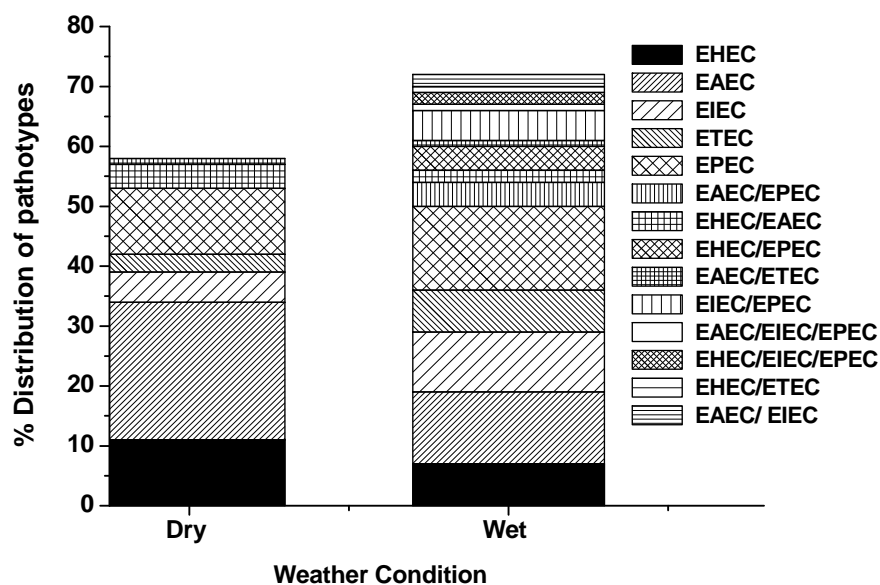 80
70
60
50
40
30
20
10
0
% Distribution of pathotypes
Dry
Wet
Weather Condition
EHEC
EAEC
EIEC
ETEC
EPEC
EAEC/EPEC
EHEC/EAEC
EHEC/EPEC
EAEC/ETEC
EIEC/EPEC
EAEC/EIEC/EPEC
EHEC/EIEC/EPEC
EHEC/ETEC
EAEC/ EIEC